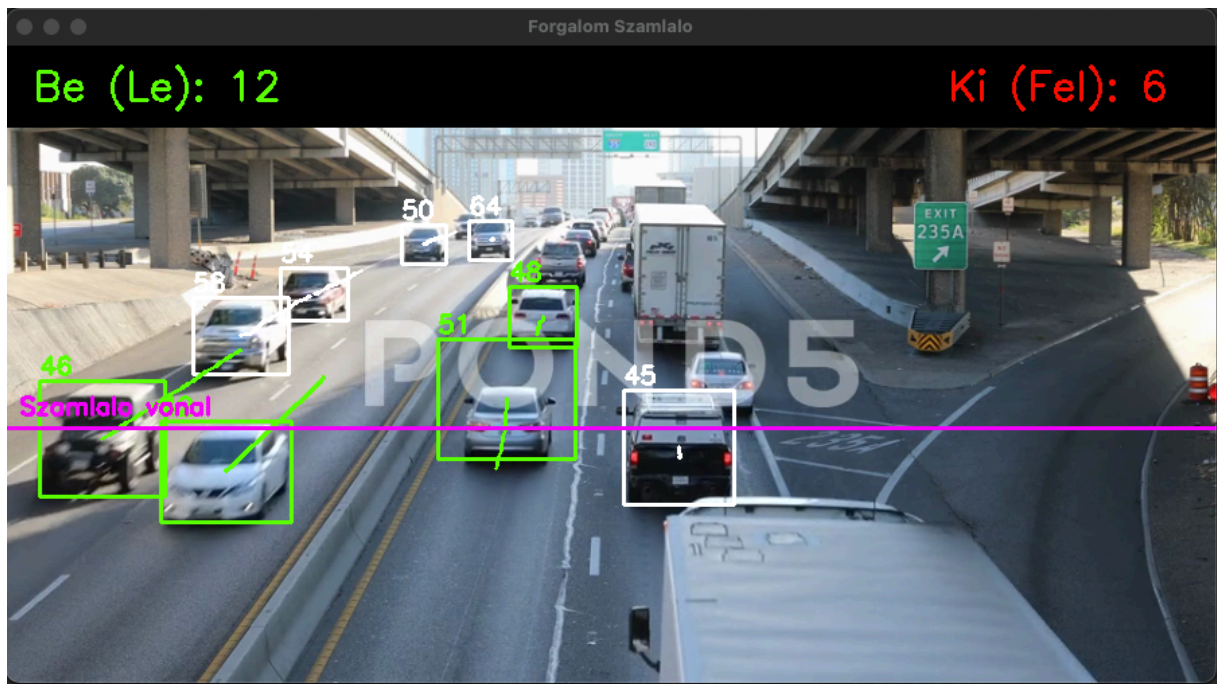 Forgalom Szamlalo
Be (Le): 12
Ki (Fel): 6
50
64
54
58
48
51
46
45
Szamlalo vonal
EXIT
235A
POND5
235A